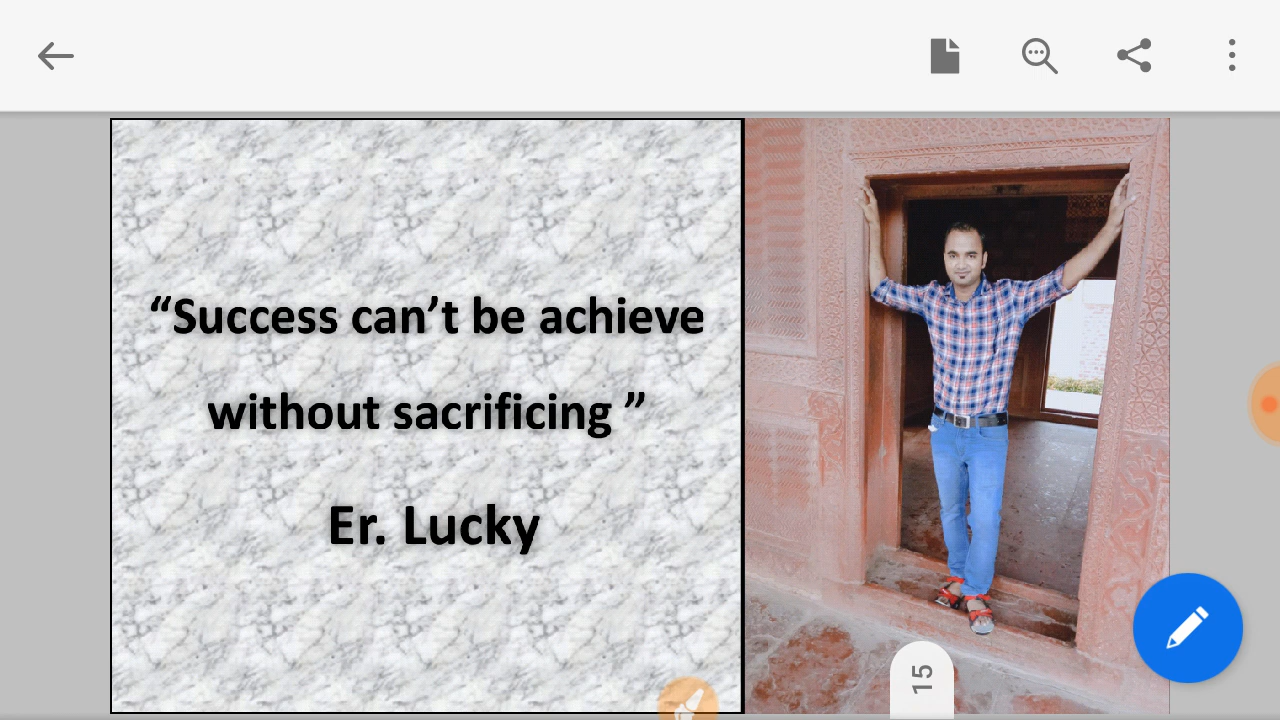 “Success can’t be achieve
without sacrificing ”
Er. Lucky
15